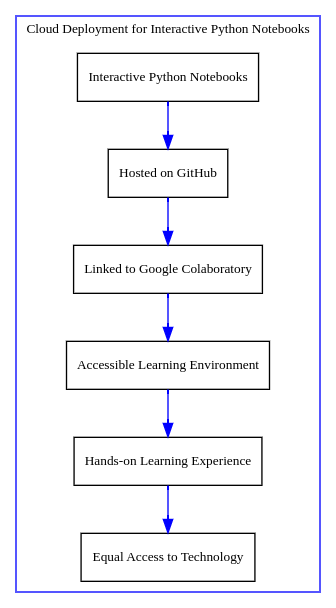 Cloud Deployment for Interactive Python Notebooks
Interactive Python Notebooks
Hosted on GitHub
Linked to Google Colaboratory
Accessible Learning Environment
Hands-on Learning Experience
Equal Access to Technology